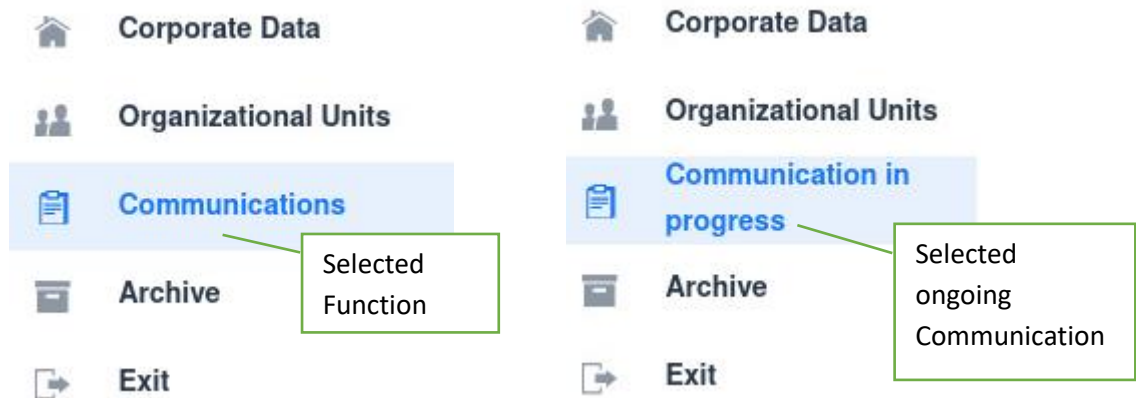 Corporate Data
Organizational Units
Communications
Selected
Function
Archive
Exit
Corporate Data
Organizational Units
Communication in
progress
Selected
ongoing
Communication
Archive
Exit